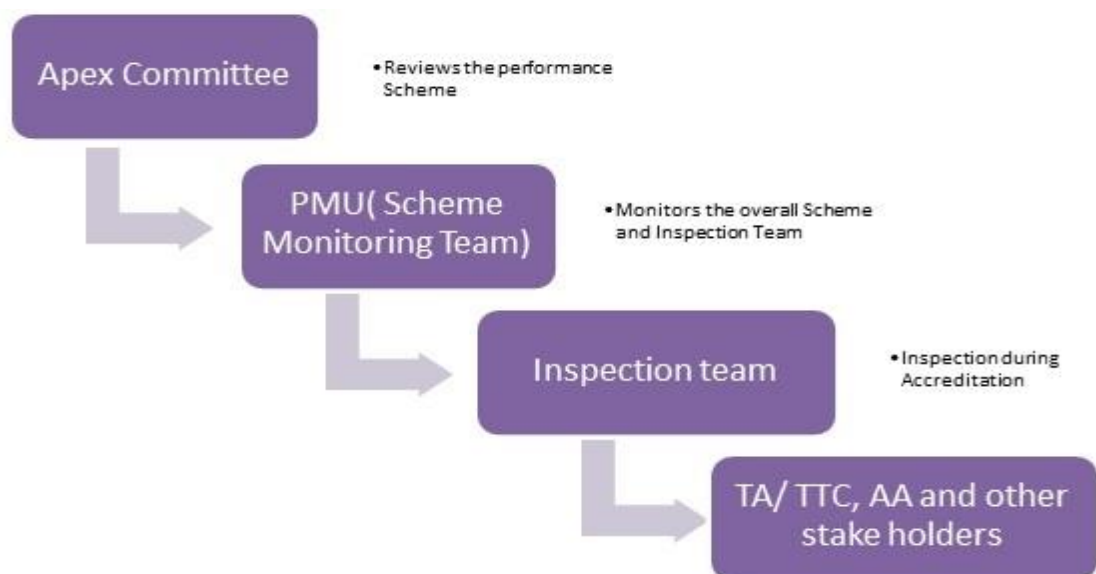 Apex Committee
•Reviews the performance
Scheme
PMU( Scheme
Monitoring Team)
•Monitors the overall Scheme
and Inspection Team
Inspection team
•Inspection during
Accreditation
TA/ TTC, AA and other
stake holders